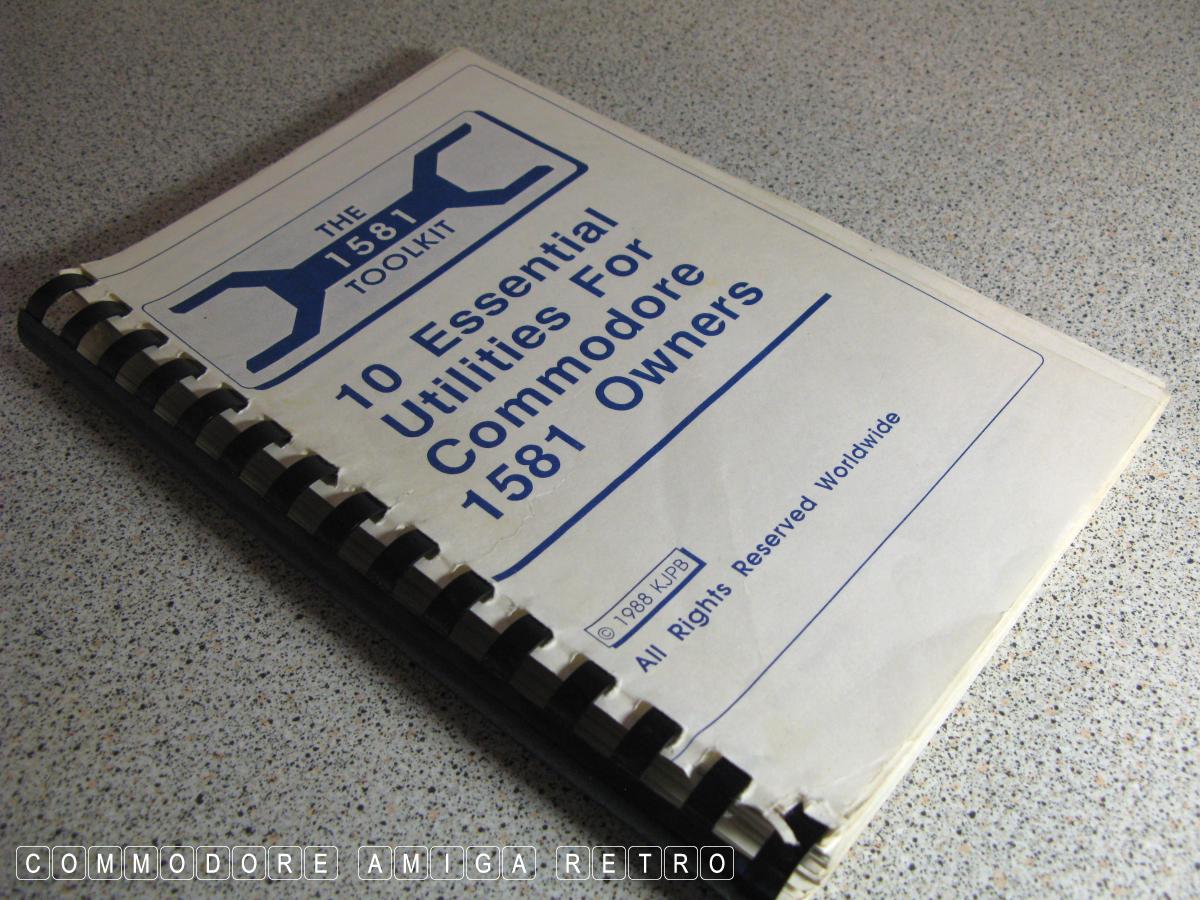 THE
1581
TOOLKIT
10 Essential
Utilities For
Commodore
1581 Owners
© 1988 KJPB
All Rights Reserved Worldwide
COMMODORE AMIGA RETRO